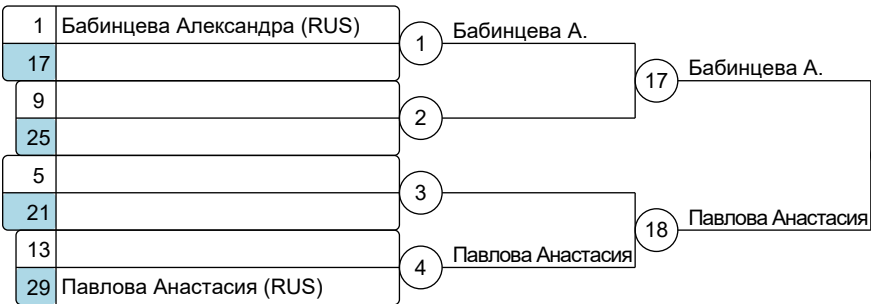 1 Бабинцева Александра (RUS)
1 Бабинцева А.
17
17 Бабинцева А.
9
2
25
5
3
21
18 Павлова Анастасия
13
4 Павлова Анастасия
29 Павлова Анастасия (RUS)